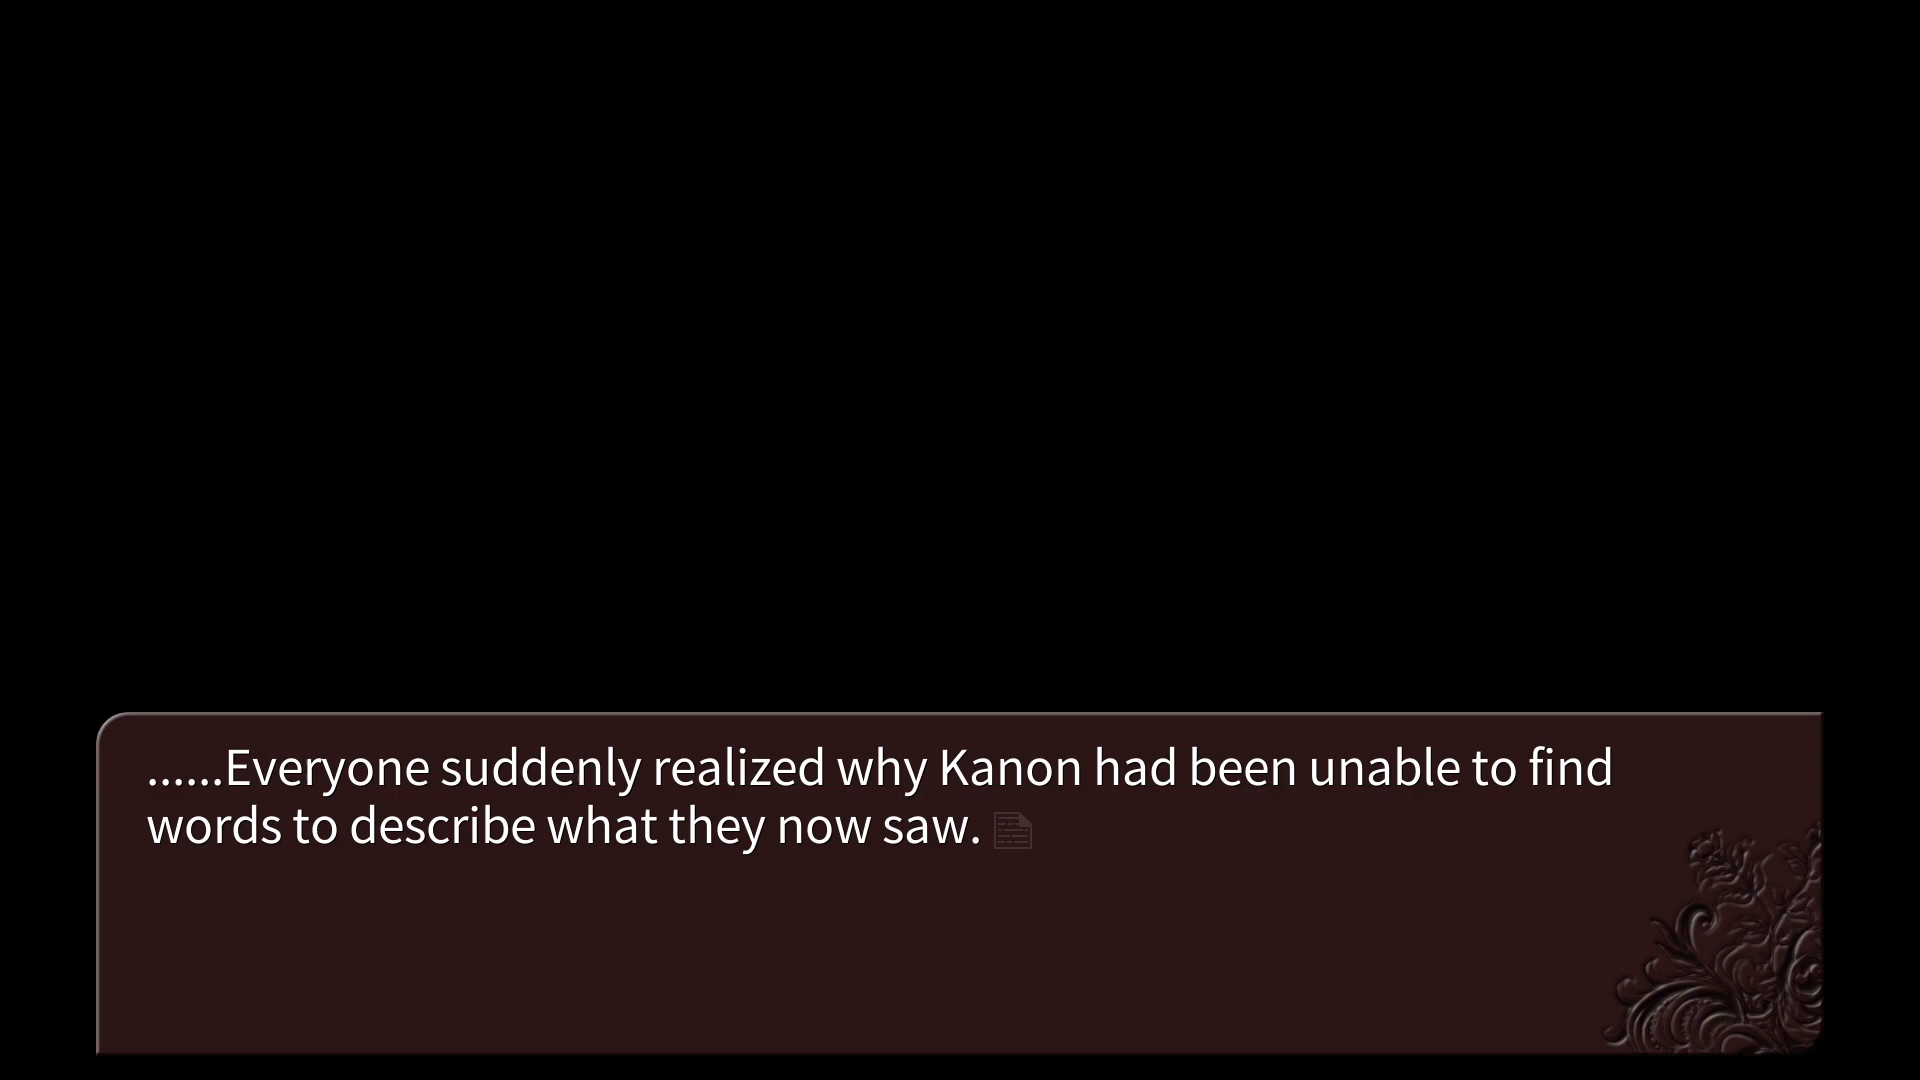 ......Everyone suddenly realized why Kanon had been unable to find
words to describe what they now saw.